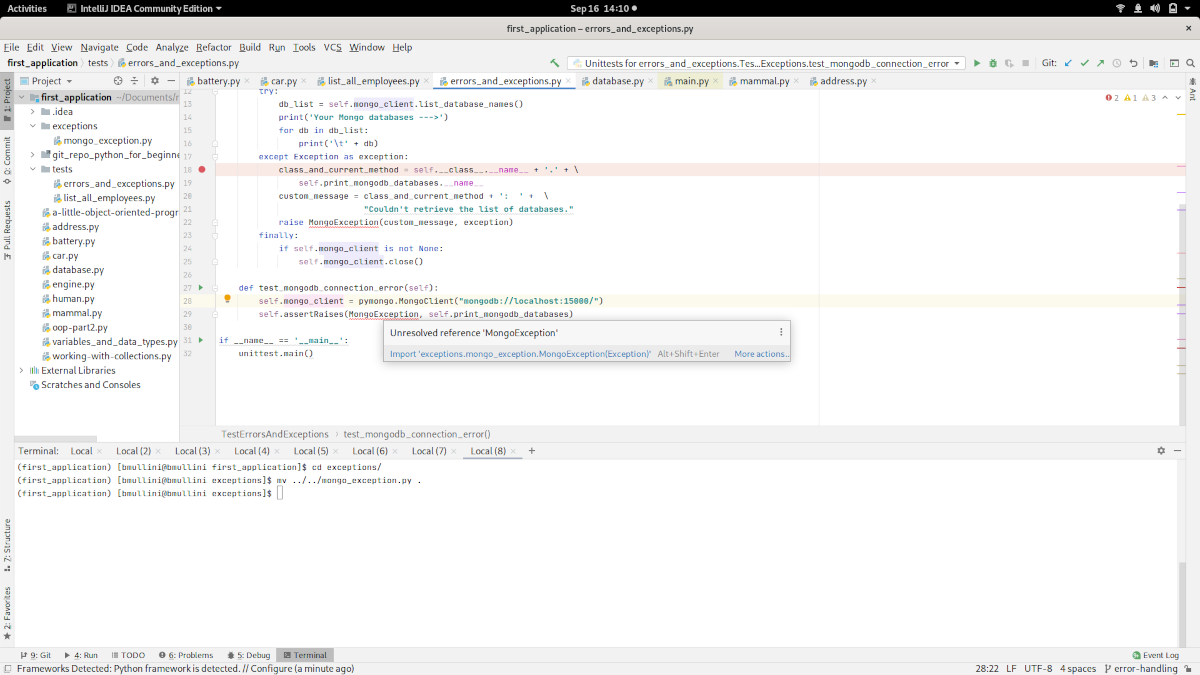 Activities IntelliJ IDEA Community Edition Sep 16 14:10
first_application – errors_and_exceptions.py
File Edit View Navigate Code Analyze Refactor Build Run Tools VCS Window Help
first_application tests errors_and_exceptions.py Unittests for errors_and_exceptions.Tes...Exceptions.test_mongodb_connection_error Git:
Project battery.py car.py list_all_employees.py errors_and_exceptions.py database.py main.py mammal.py address.py
1: Project
Commit
Pull Requests
7: Structure
2: Favorites
Ant
first_application ~/Documents/r
.idea
exceptions
mongo_exception.py
git_repo_python_for_beginne
tests
errors_and_exceptions.py
list_all_employees.py
a-little-object-oriented-progr
address.py
battery.py
car.py
database.py
engine.py
human.py
mammal.py
oop-part2.py
variables_and_data_types.py
working-with-collections.py
External Libraries
Scratches and Consoles
2 1 3
12 try:
13 db_list = self.mongo_client.list_database_names()
14 print('Your Mongo databases --->')
15 for db in db_list:
16 print('\t' + db)
17 except Exception as exception:
18 class_and_current_method = self.__class__.__name__ + '.' + \
19 self.print_mongodb_databases.__name__
20 custom_message = class_and_current_method + ': ' + \
21 "Couldn't retrieve the list of databases."
22 raise MongoException(custom_message, exception)
23 finally:
24 if self.mongo_client is not None:
25 self.mongo_client.close()
26
27 def test_mongodb_connection_error(self):
28 self.mongo_client = pymongo.MongoClient("mongodb://localhost:15000/")
29 self.assertRaises(MongoException, self.print_mongodb_databases)
30
31 if __name__ == '__main__':
32 unittest.main()
Unresolved reference 'MongoException'
Import 'exceptions.mongo_exception.MongoException(Exception)' Alt+Shift+Enter More actions...
TestErrorsAndExceptions test_mongodb_connection_error()
Terminal: Local Local (2) Local (3) Local (4) Local (5) Local (6) Local (7) Local (8) +
(first_application) [bmullini@bmullini first_application]$ cd exceptions/
(first_application) [bmullini@bmullini exceptions]$ mv ../../mongo_exception.py .
(first_application) [bmullini@bmullini exceptions]$
9: Git 4: Run TODO 6: Problems 5: Debug Terminal Event Log
Frameworks Detected: Python framework is detected. // Configure (a minute ago) 28:22 LF UTF-8 4 spaces error-handling